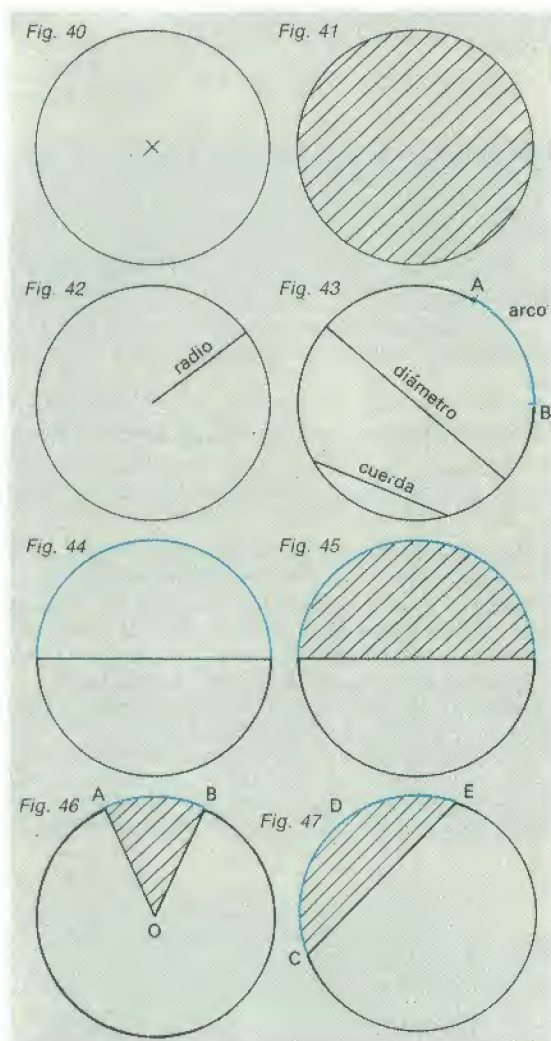 Fig. 40
Fig. 41
Fig. 42
radio
Fig. 43
A
arco
diámetro
B
cuerda
Fig. 44
Fig. 45
Fig. 46
A
B
O
Fig. 47
D
E
C